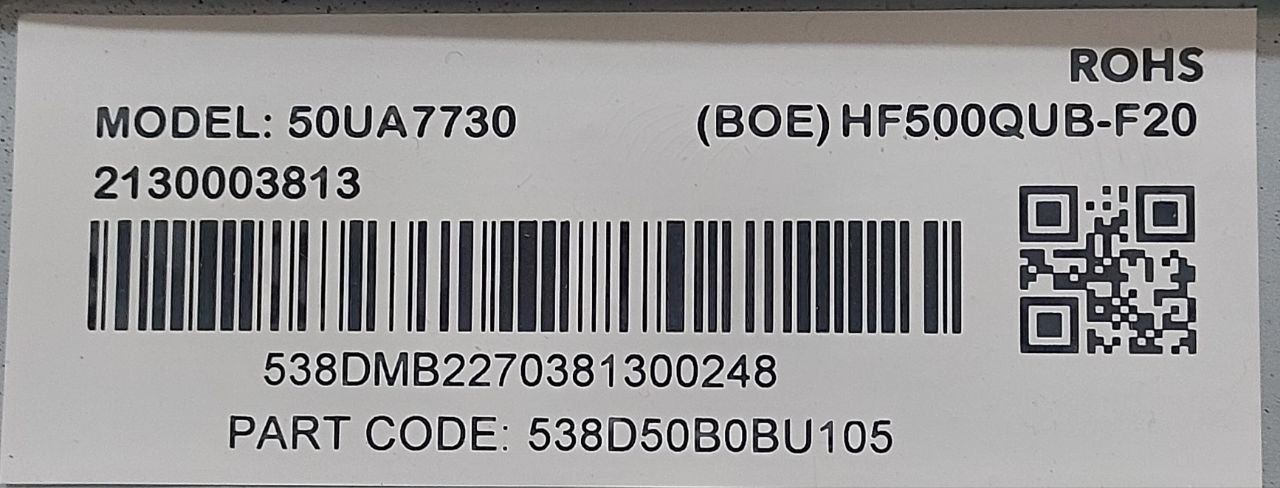 ROHS
MODEL: 50UA7730 (BOE) HF500QUB-F20
2130003813
538DMB2270381300248
PART CODE: 538D50B0BU105